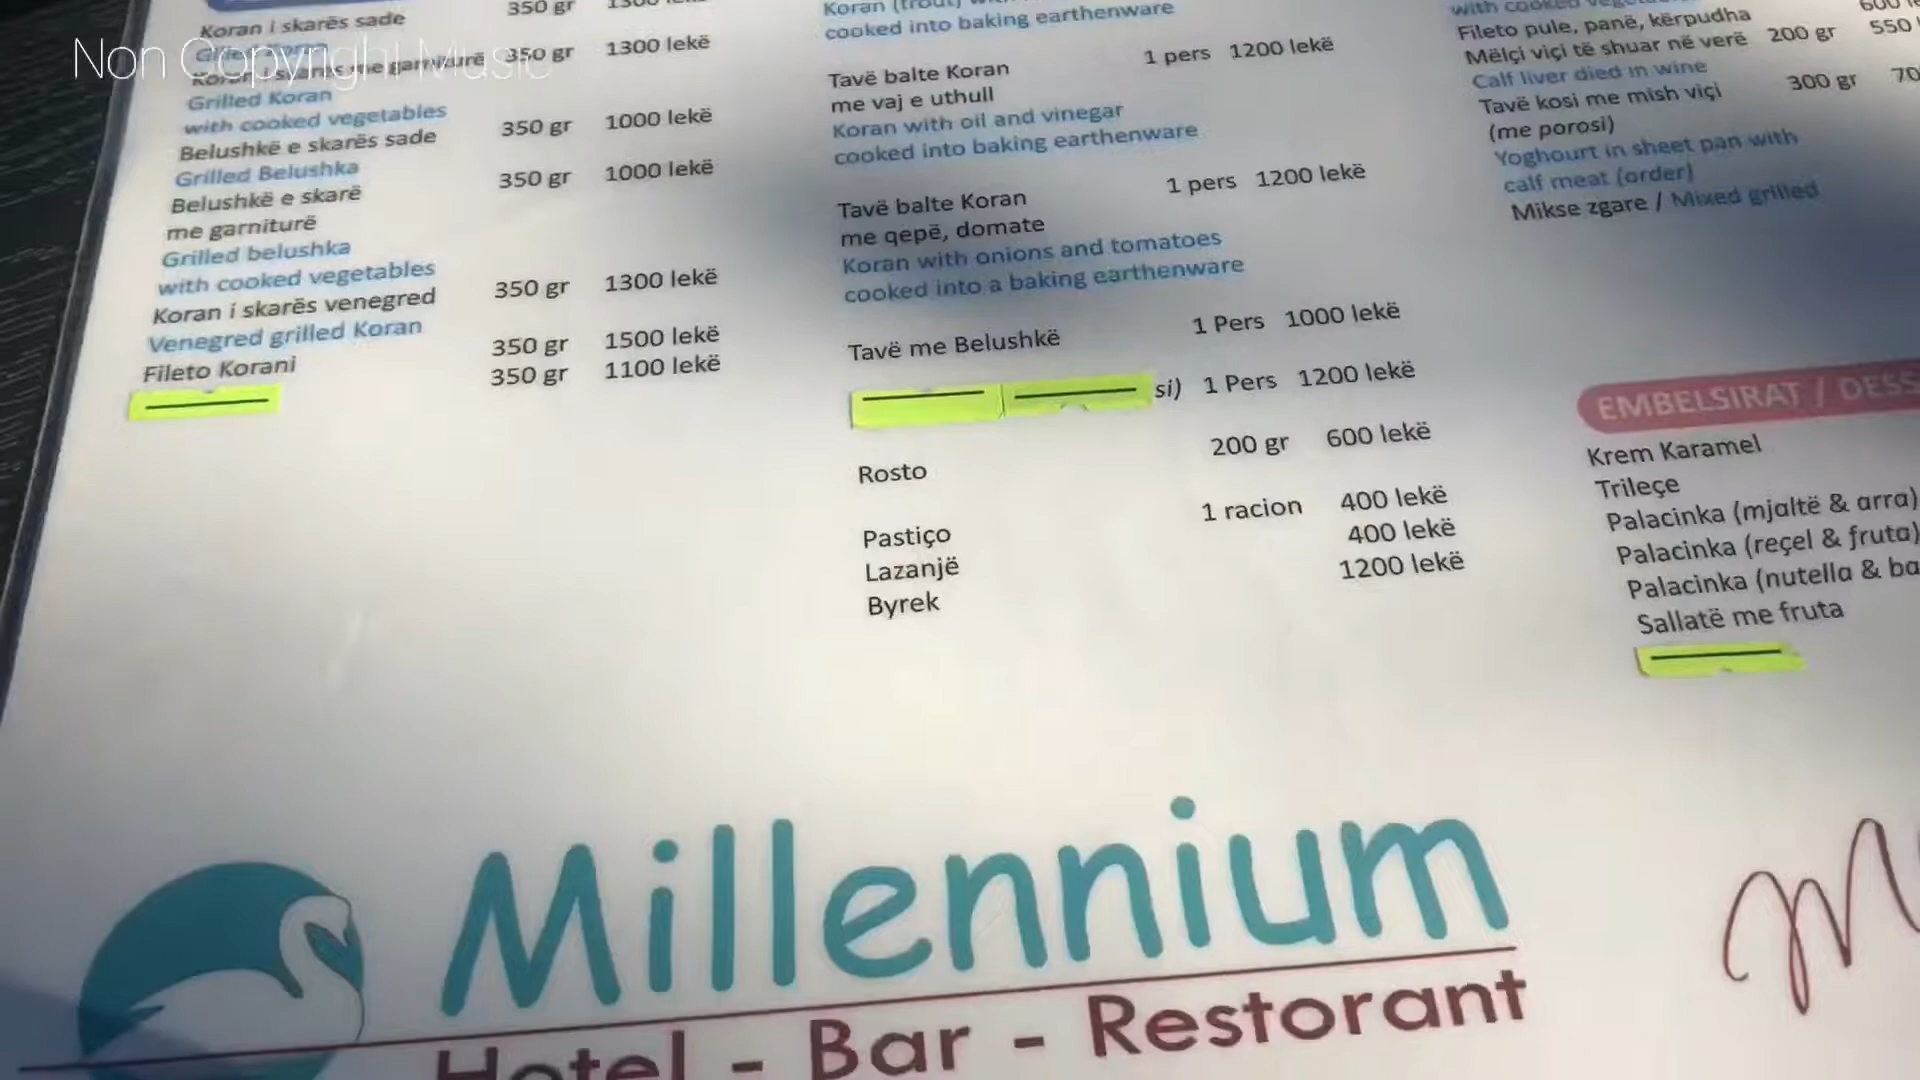 Non Copyright Music
Koran i skarës sade 350 gr
350 gr 1300 lekë
Grilled Koran
with cooked vegetables
Belushkë e skarës sade 350 gr 1000 lekë
Grilled Belushka
Belushkë e skarë 350 gr 1000 lekë
me garniturë
Grilled belushka
with cooked vegetables
Koran i skarës venegred 350 gr 1300 lekë
Venegred grilled Koran
Fileto Korani 350 gr 1500 lekë
350 gr 1100 lekë
cooked into baking earthenware
Tavë balte Koran 1 pers 1200 lekë
me vaj e uthull
Koran with oil and vinegar
cooked into baking earthenware
Tavë balte Koran 1 pers 1200 lekë
me qepë, domate
Koran with onions and tomatoes
cooked into a baking earthenware
Tavë me Belushkë 1 Pers 1000 lekë
si) 1 Pers 1200 lekë
Rosto 200 gr 600 lekë
Pastiço 1 racion 400 lekë
Lazanjë 400 lekë
Byrek 1200 lekë
Fileto pule, panë, kërpudha
Mëlçi viçi të shuar në verë 200 gr 550
Calf liver died in wine
Tavë kosi me mish viçi 300 gr 70
(me porosi)
Yoghourt in sheet pan with
calf meat (order)
Mikse zgare / Mixed grilled
EMBELSIRAT / DESS
Krem Karamel
Trileçe
Palacinka (mjaltë & arra)
Palacinka (reçel & fruta)
Palacinka (nutella & ba
Sallatë me fruta
Millennium
Hotel - Bar - Restorant